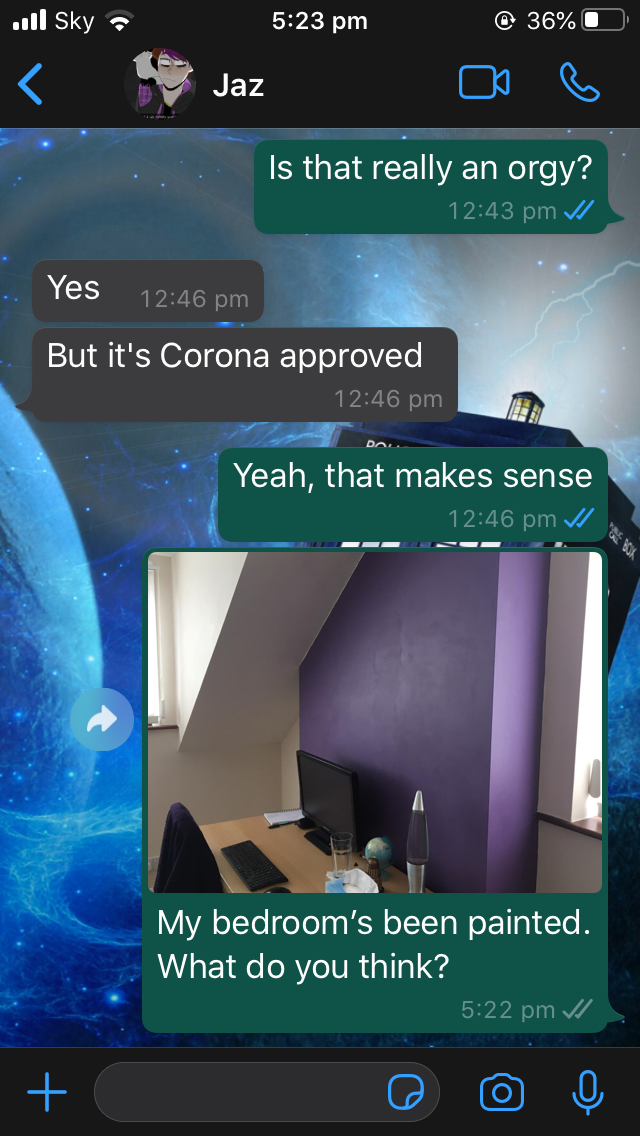 Sky
5:23 pm
36%
Jaz
Is that really an orgy?
12:43 pm
Yes
12:46 pm
But it's Corona approved
12:46 pm
Yeah, that makes sense
12:46 pm
My bedroom’s been painted.
What do you think?
5:22 pm